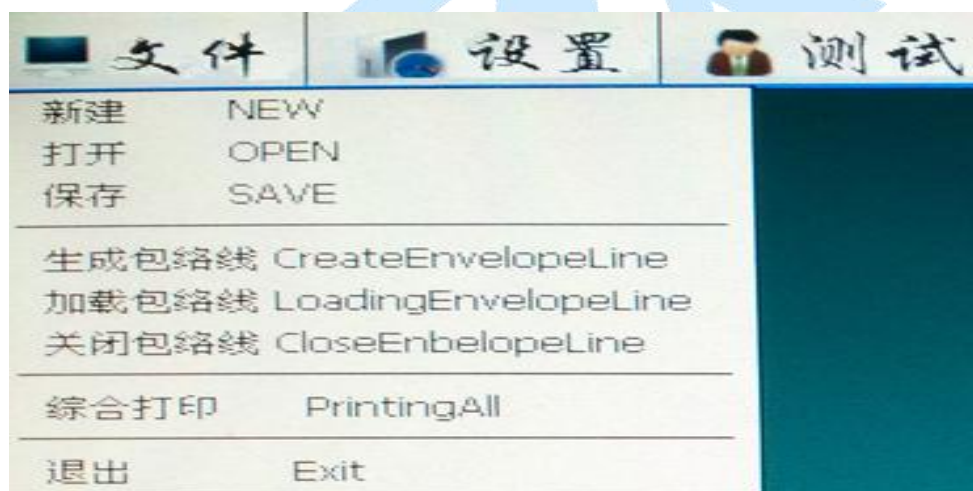 文件 设置 测试
新建 NEW
打开 OPEN
保存 SAVE
生成包络线 CreateEnvelopeLine
加载包络线 LoadingEnvelopeLine
关闭包络线 CloseEnbelopeLine
综合打印 PrintingAll
退出 Exit